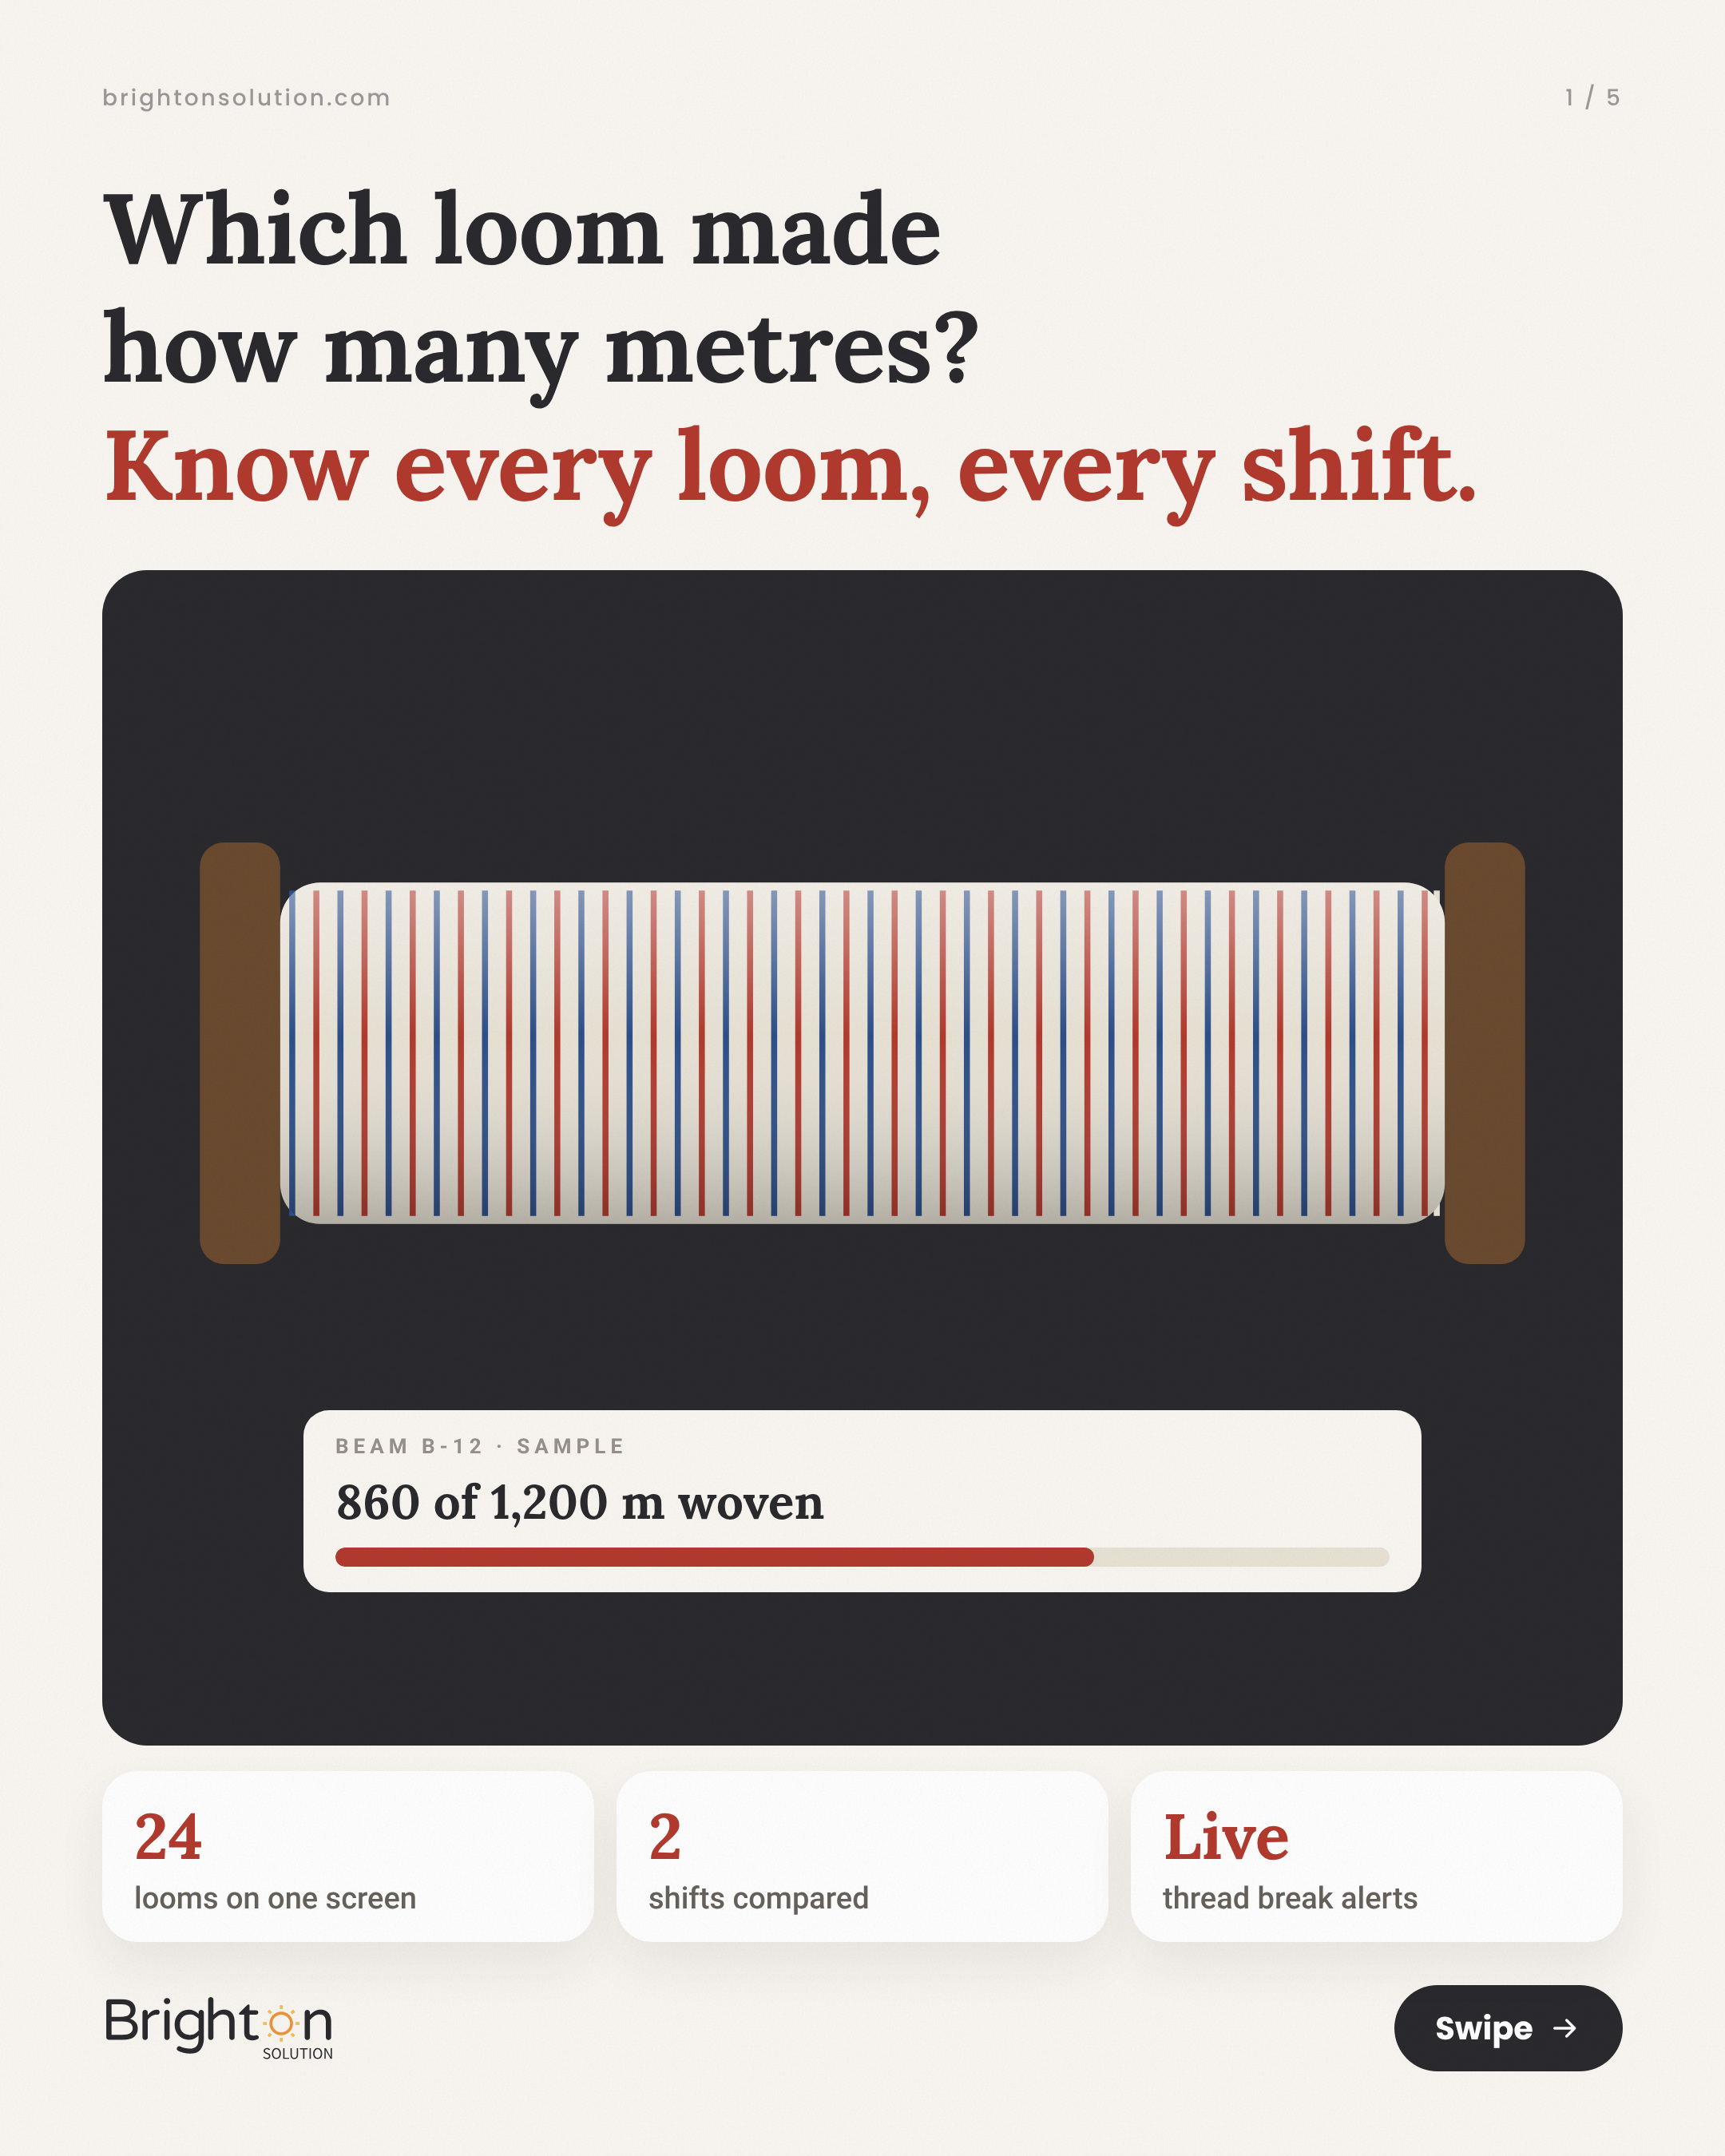 brightonsolution.com
1 / 5
Which loom made
how many metres?
Know every loom, every shift.
BEAM B-12 · SAMPLE
860 of 1,200 m woven
24
looms on one screen
2
shifts compared
Live
thread break alerts
Brighton
SOLUTION
Swipe →